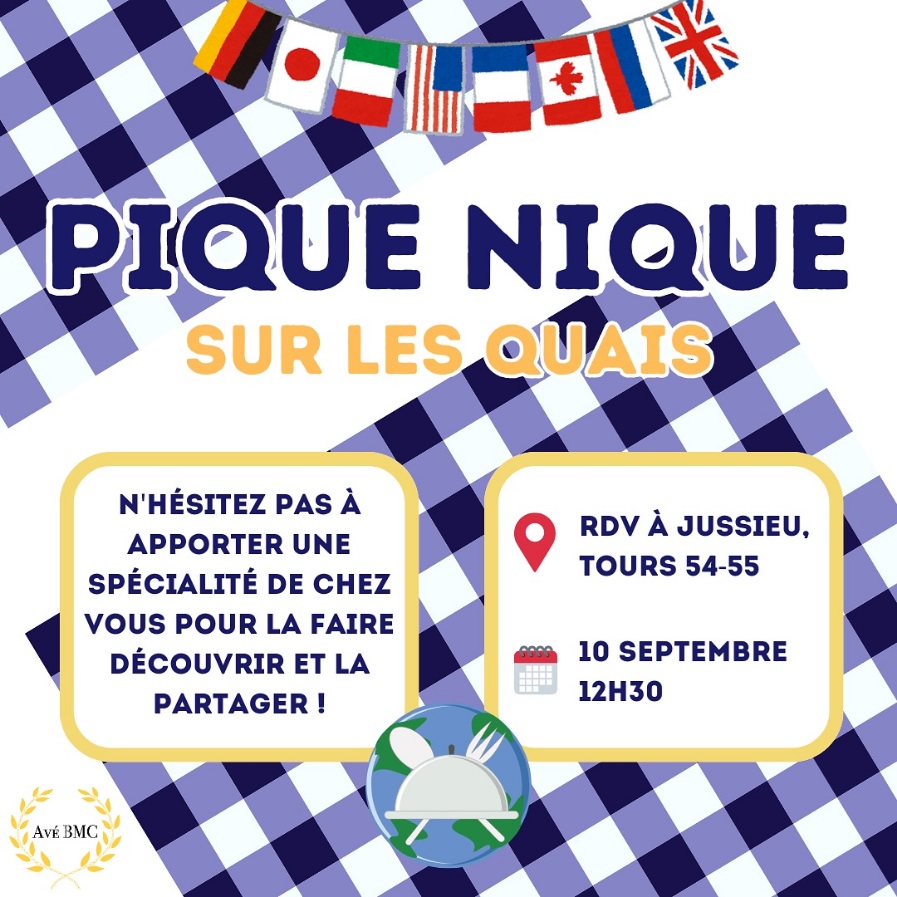 PIQUE NIQUE
SUR LES QUAIS
N'HÉSITEZ PAS À
APPORTER UNE
SPÉCIALITÉ DE CHEZ
VOUS POUR LA FAIRE
DÉCOUVRIR ET LA
PARTAGER !
RDV À JUSSIEU,
TOURS 54-55
10 SEPTEMBRE
12H30
AVÉ BMC